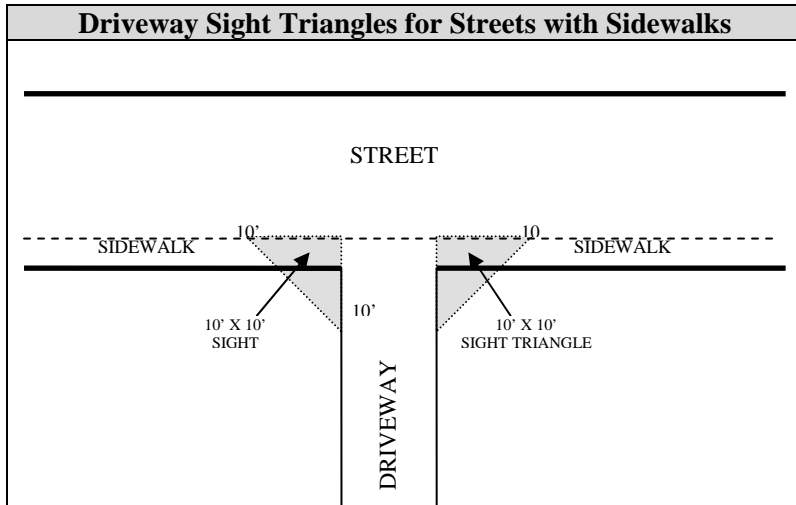 Driveway Sight Triangles for Streets with Sidewalks
STREET
10’
10
SIDEWALK
SIDEWALK
10’
10’ X 10’
SIGHT
10’ X 10’
SIGHT TRIANGLE
DRIVEWAY